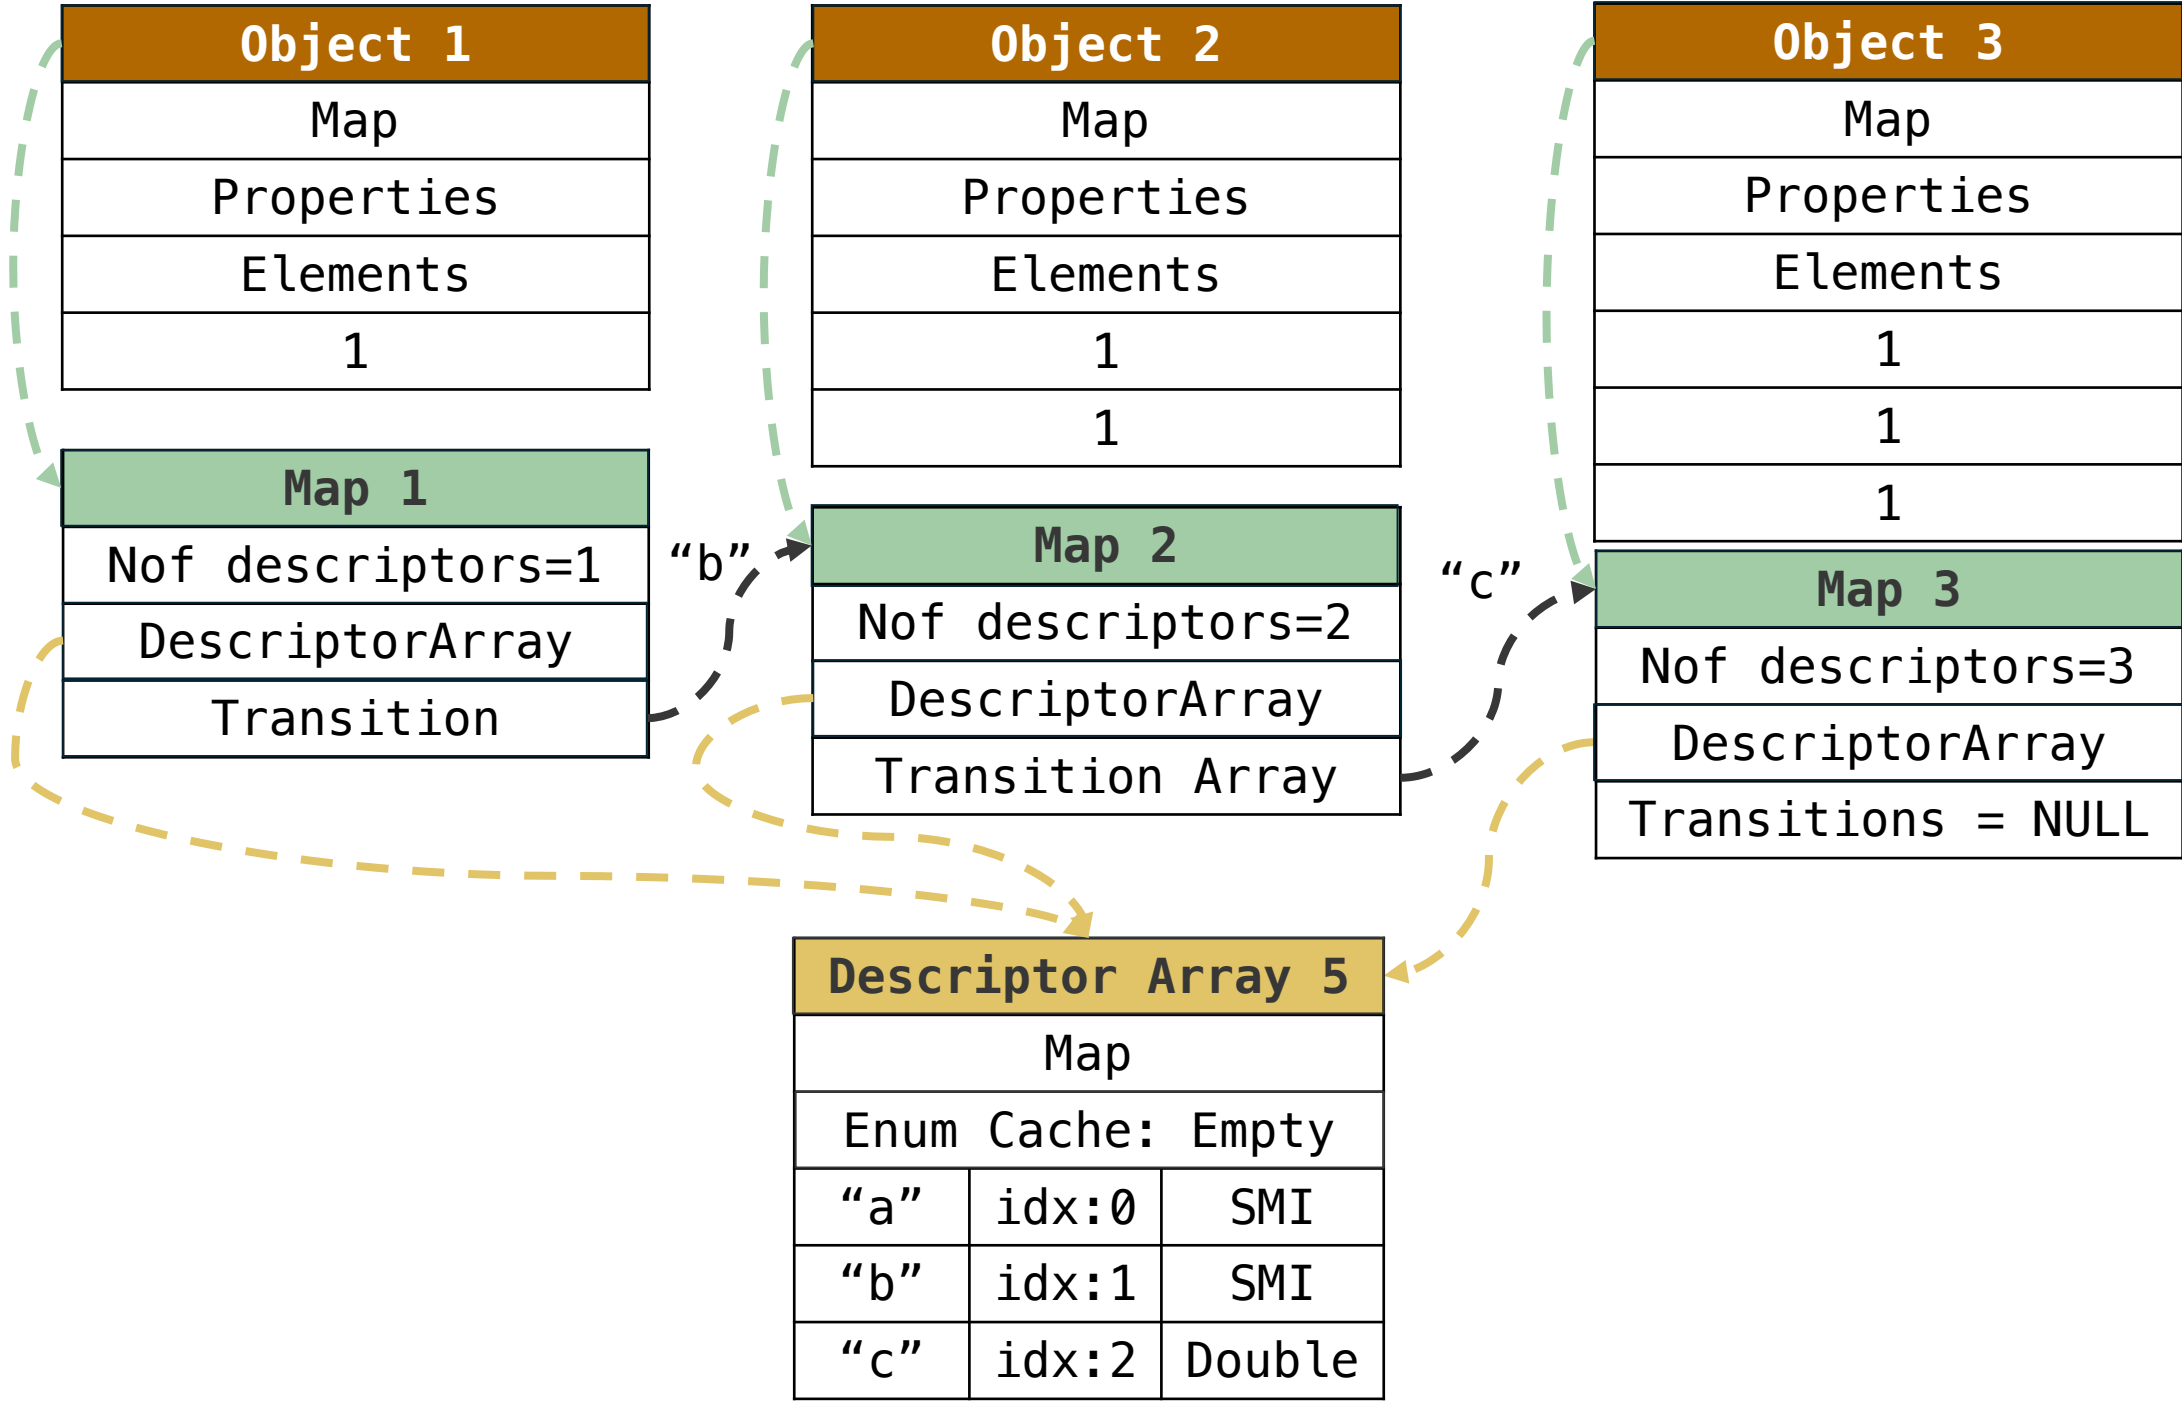 Object 1
Map
Properties
Elements
1
Object 2
Map
Properties
Elements
1
1
Object 3
Map
Properties
Elements
1
1
1
Map 1
Nof descriptors=1
DescriptorArray
Transition
“b”
Map 2
Nof descriptors=2
DescriptorArray
Transition Array
“c”
Map 3
Nof descriptors=3
DescriptorArray
Transitions = NULL
Descriptor Array 5
Map
Enum Cache: Empty
“a” idx:0 SMI
“b” idx:1 SMI
“c” idx:2 Double